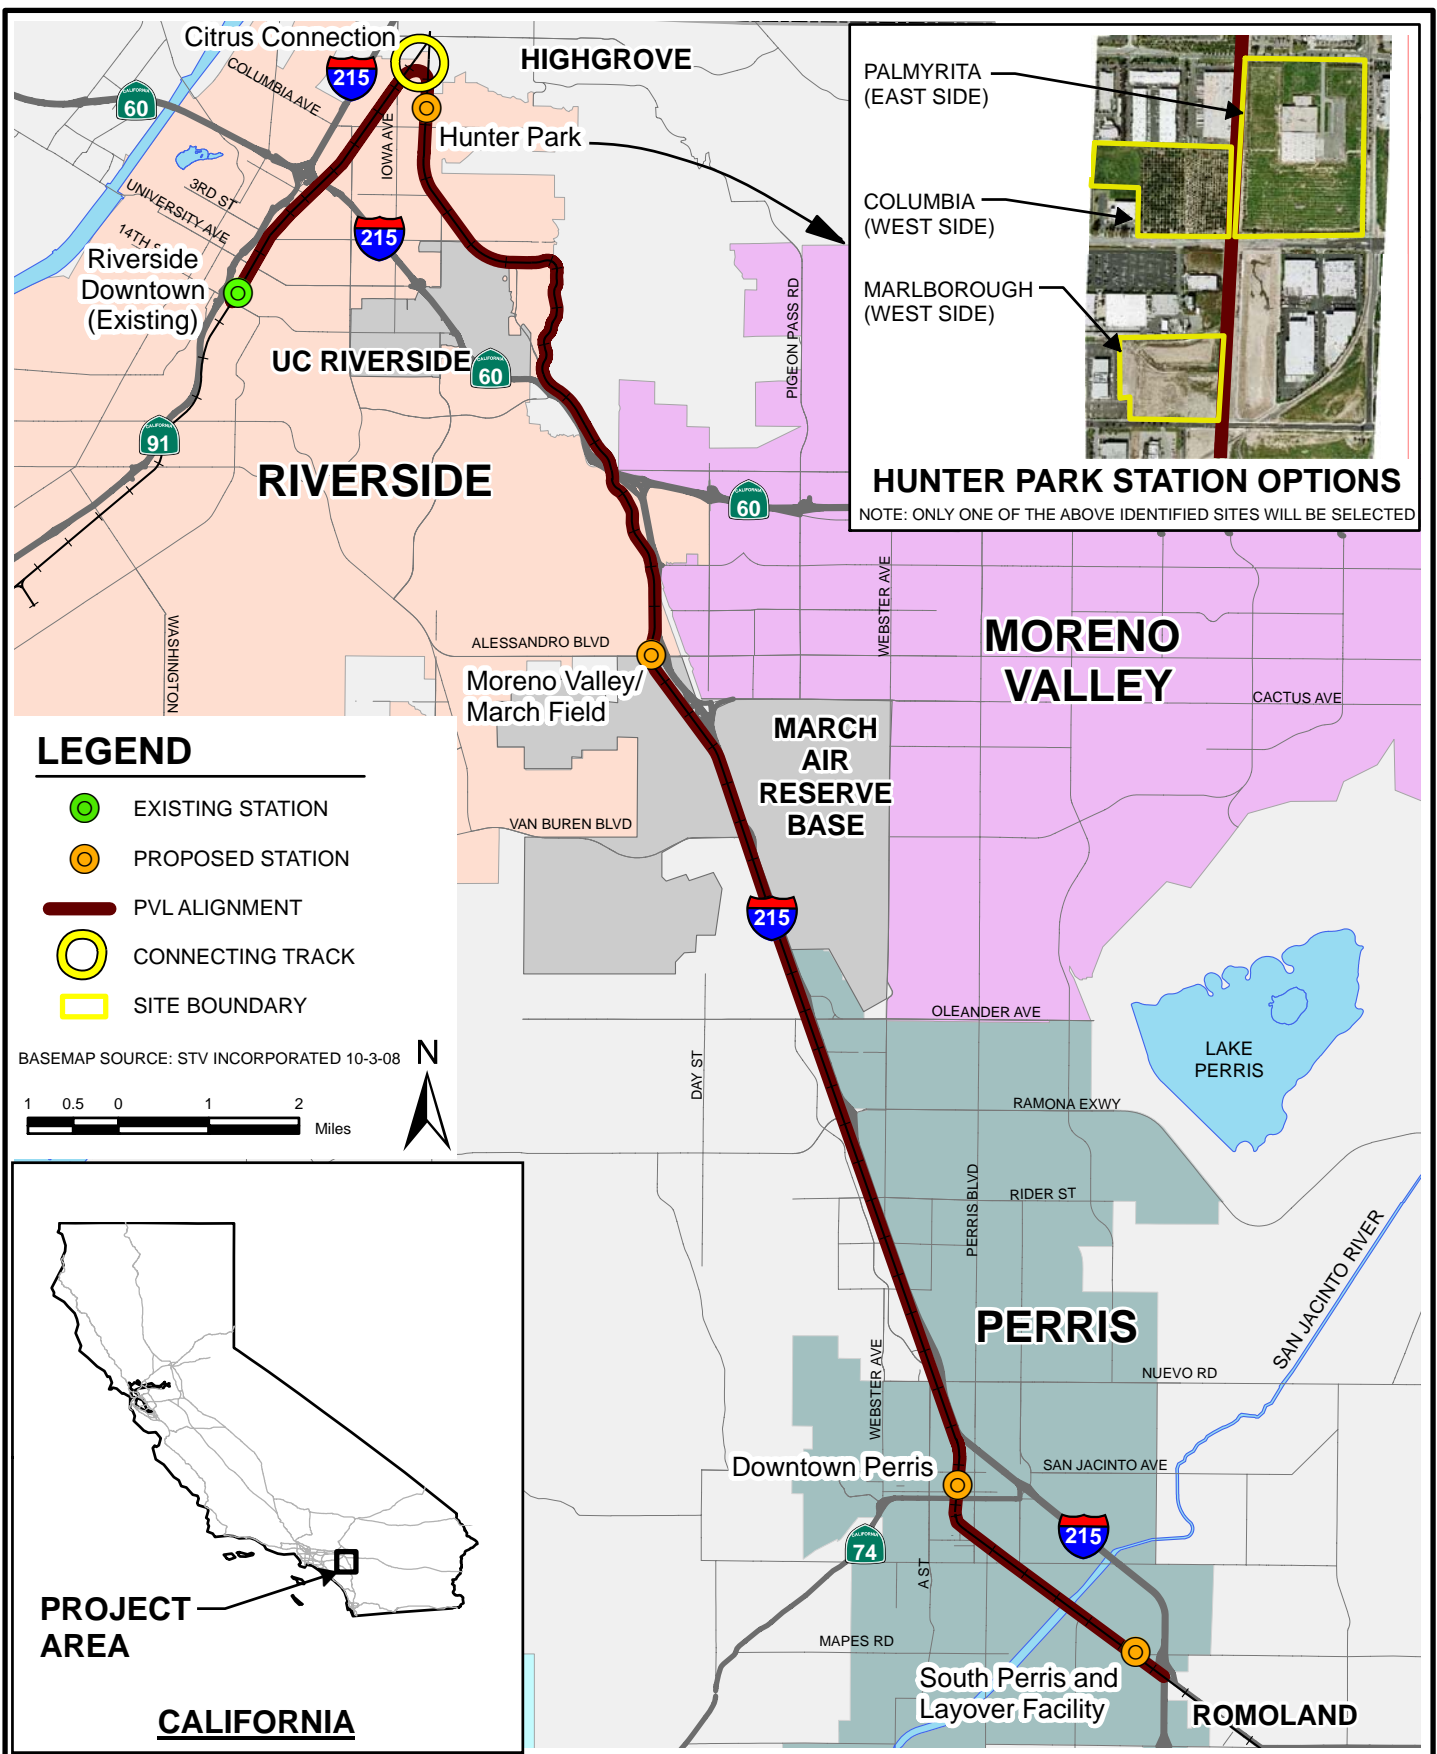 Citrus Connection
HIGHGROVE
215
COLUMBIA AVE
CALIFORNIA
60
IOWA AVE
Hunter Park
3RD ST
UNIVERSITY AVE
14TH S
215
Riverside
Downtown
(Existing)
UC RIVERSIDE
CALIFORNIA
60
PIGEON PASS RD
CALIFORNIA
91
RIVERSIDE
CALIFORNIA
60
PALMYRITA
(EAST SIDE)
COLUMBIA
(WEST SIDE)
MARLBOROUGH
(WEST SIDE)
HUNTER PARK STATION OPTIONS
NOTE: ONLY ONE OF THE ABOVE IDENTIFIED SITES WILL BE SELECTED
WASHINGTON
ALESSANDRO BLVD
WEBSTER AVE
MORENO
VALLEY
Moreno Valley/
March Field
CACTUS AVE
MARCH
AIR
RESERVE
BASE
VAN BUREN BLVD
215
LEGEND
EXISTING STATION
PROPOSED STATION
PVL ALIGNMENT
CONNECTING TRACK
SITE BOUNDARY
BASEMAP SOURCE: STV INCORPORATED 10-3-08
N
1 0.5 0 1 2
Miles
OLEANDER AVE
LAKE
PERRIS
DAY ST
RAMONA EXWY
PERRIS BLVD
RIDER ST
SAN JACINTO RIVER
PERRIS
WEBSTER AVE
NUEVO RD
Downtown Perris
SAN JACINTO AVE
215
CALIFORNIA
74
A ST
MAPES RD
South Perris and
Layover Facility
ROMOLAND
PROJECT
AREA
CALIFORNIA